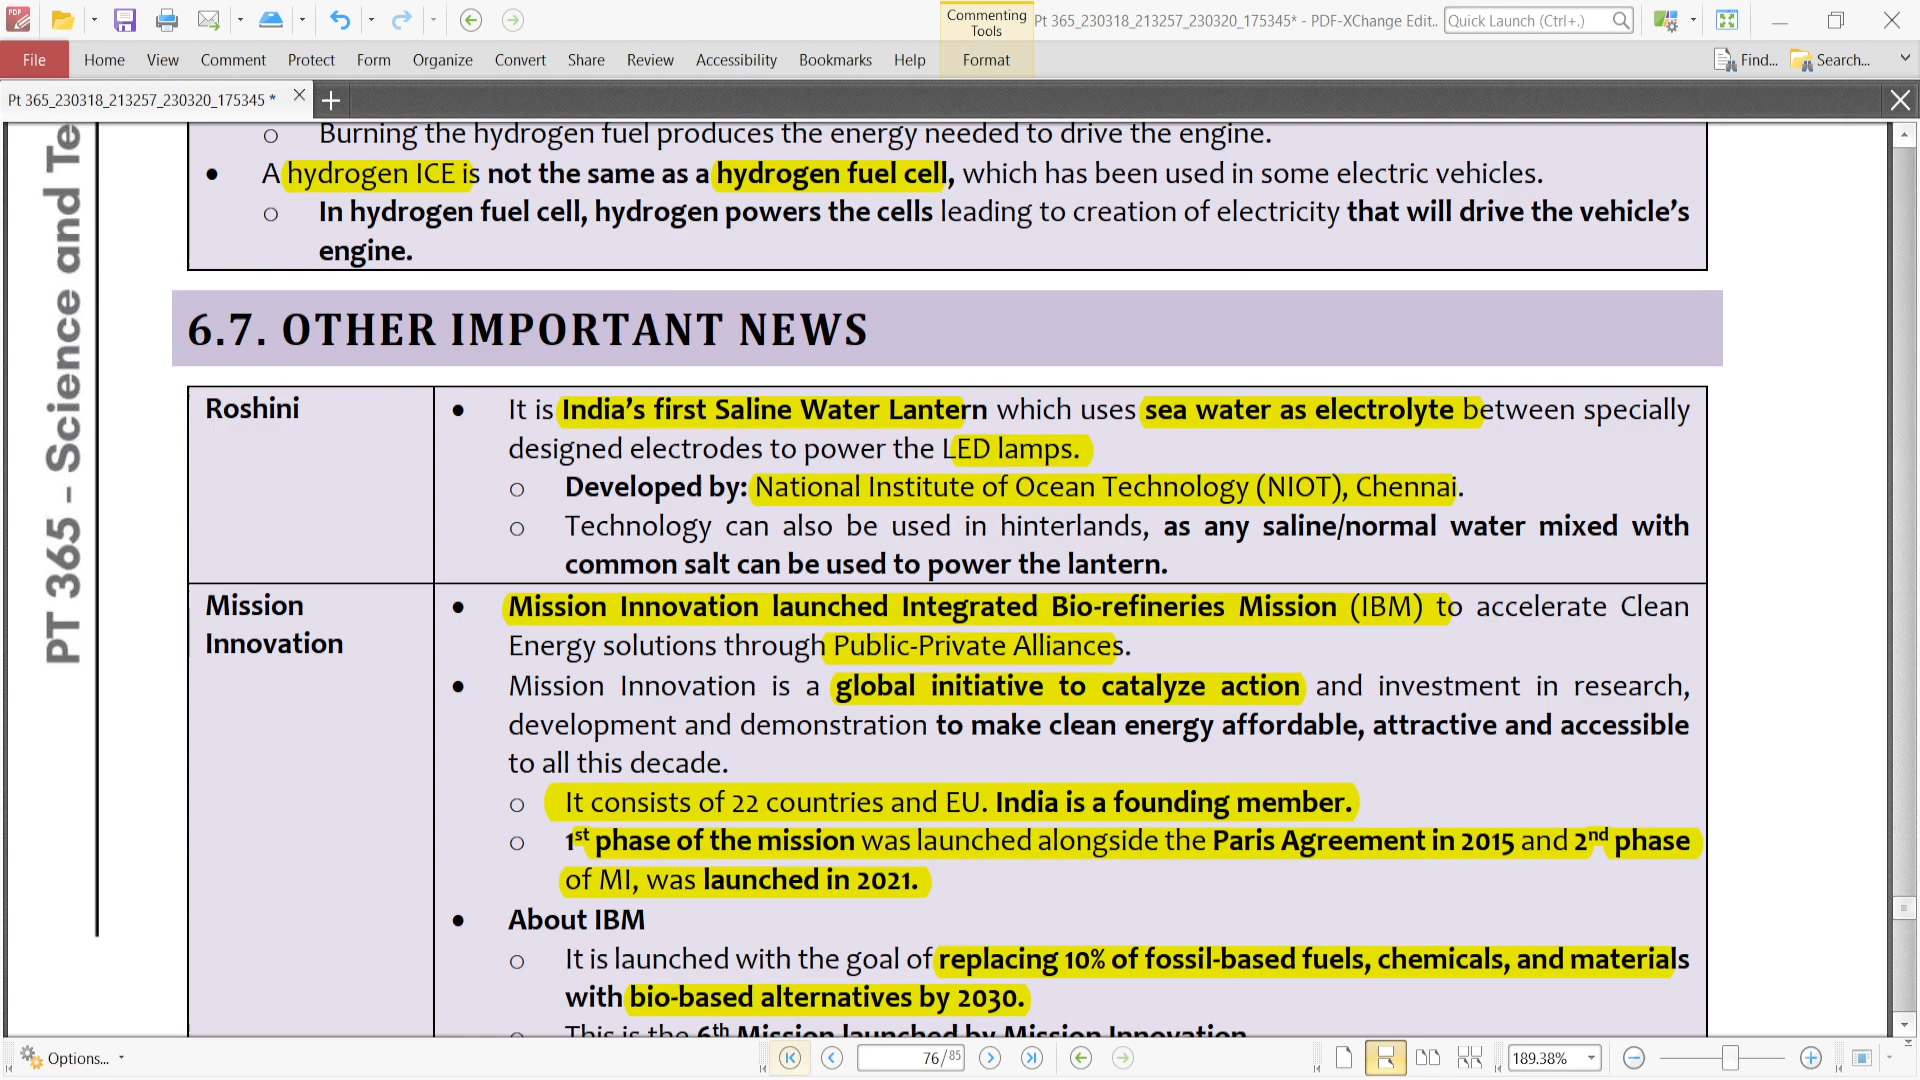 Commenting
Tools
Pt 365_230318_213257_230320_175345* - PDF-XChange Edit..
Quick Launch (Ctrl+.)
File
Home
View
Comment
Protect
Form
Organize
Convert
Share
Review
Accessibility
Bookmarks
Help
Format
Find...
Search...
Pt 365_230318_213257_230320_175345 *
PT 365 - Science and Te
o Burning the hydrogen fuel produces the energy needed to drive the engine.
• A hydrogen ICE is not the same as a hydrogen fuel cell, which has been used in some electric vehicles.
o In hydrogen fuel cell, hydrogen powers the cells leading to creation of electricity that will drive the vehicle’s
engine.
6.7. OTHER IMPORTANT NEWS
Roshini
• It is India’s first Saline Water Lantern which uses sea water as electrolyte between specially
designed electrodes to power the LED lamps.
o Developed by: National Institute of Ocean Technology (NIOT), Chennai.
o Technology can also be used in hinterlands, as any saline/normal water mixed with
common salt can be used to power the lantern.
Mission
Innovation
• Mission Innovation launched Integrated Bio-refineries Mission (IBM) to accelerate Clean
Energy solutions through Public-Private Alliances.
• Mission Innovation is a global initiative to catalyze action and investment in research,
development and demonstration to make clean energy affordable, attractive and accessible
to all this decade.
o It consists of 22 countries and EU. India is a founding member.
o 1st phase of the mission was launched alongside the Paris Agreement in 2015 and 2nd phase
of MI, was launched in 2021.
• About IBM
o It is launched with the goal of replacing 10% of fossil-based fuels, chemicals, and materials
with bio-based alternatives by 2030.
o This is the 6th Mission launched by Mission Innovation.
Options...
76/85
189.38%